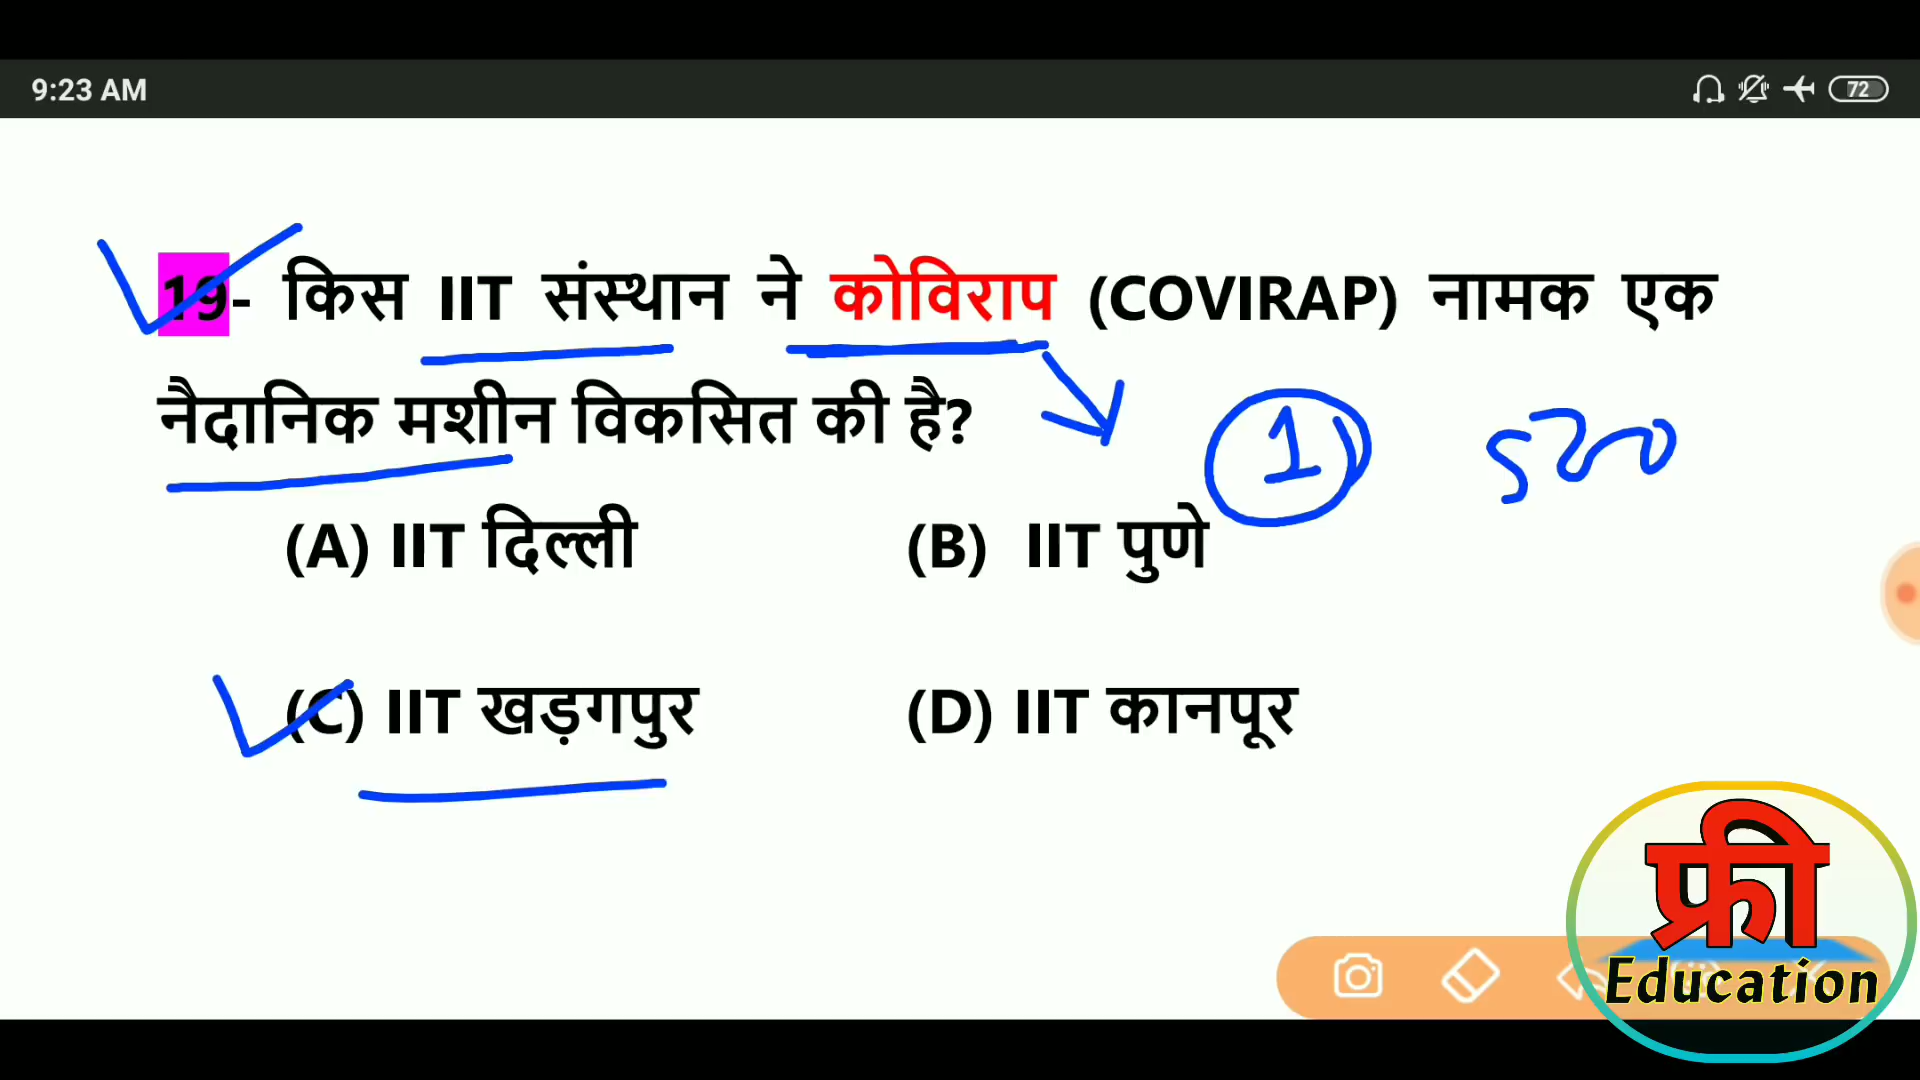 9:23 AM
72
19- किस IIT संस्थान ने कोविराप (COVIRAP) नामक एक
नैदानिक मशीन विकसित की है?
1
(A) IIT दिल्ली (B) IIT पुणे
(C) IIT खड़गपुर (D) IIT कानपूर
फ्री
Education